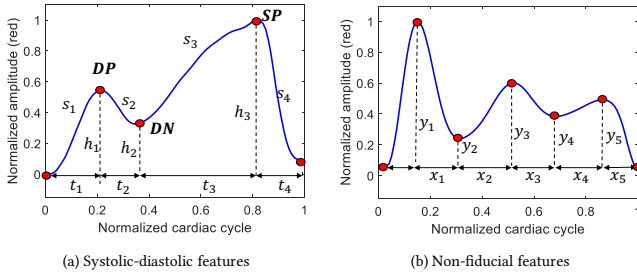 (a)
Normalized amplitude (red)
1
0.8
0.6
0.4
0.2
0
DP
SP
DN
s1
s2
s3
s4
h1
h2
h3
t1
t2
t3
t4
0 0.2 0.4 0.6 0.8 1
Normalized cardiac cycle
(a) Systolic-diastolic features
(b)
Normalized amplitude (red)
1
0.8
0.6
0.4
0.2
0
y1
y2
y3
y4
y5
x1
x2
x3
x4
x5
0 0.2 0.4 0.6 0.8 1
Normalized cardiac cycle
(b) Non-fiducial features